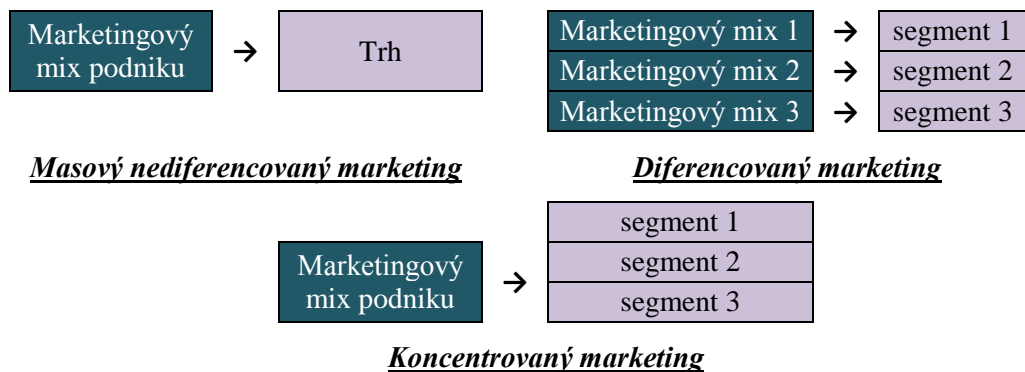 Marketingový
mix podniku
→
Trh
Marketingový mix 1 → segment 1
Marketingový mix 2 → segment 2
Marketingový mix 3 → segment 3
Masový nediferencovaný marketing
Diferencovaný marketing
Marketingový
mix podniku
→
segment 1
segment 2
segment 3
Koncentrovaný marketing